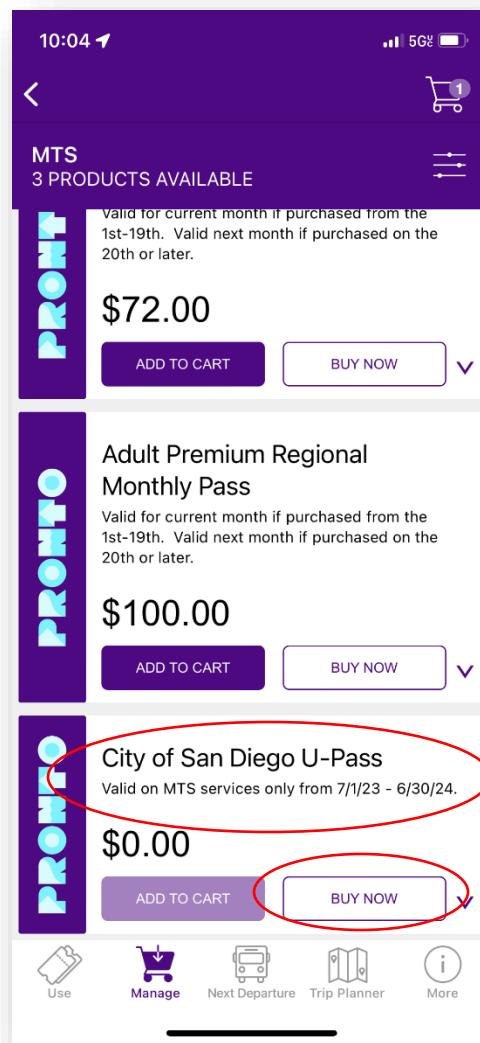 10:04
5G
1
MTS
3 PRODUCTS AVAILABLE
PRONTO
Valid for current month if purchased from the
1st-19th. Valid next month if purchased on the
20th or later.
$72.00
ADD TO CART
BUY NOW
PRONTO
Adult Premium Regional
Monthly Pass
Valid for current month if purchased from the
1st-19th. Valid next month if purchased on the
20th or later.
$100.00
ADD TO CART
BUY NOW
PRONTO
City of San Diego U-Pass
Valid on MTS services only from 7/1/23 - 6/30/24.
$0.00
ADD TO CART
BUY NOW
Use
Manage
Next Departure
Trip Planner
More